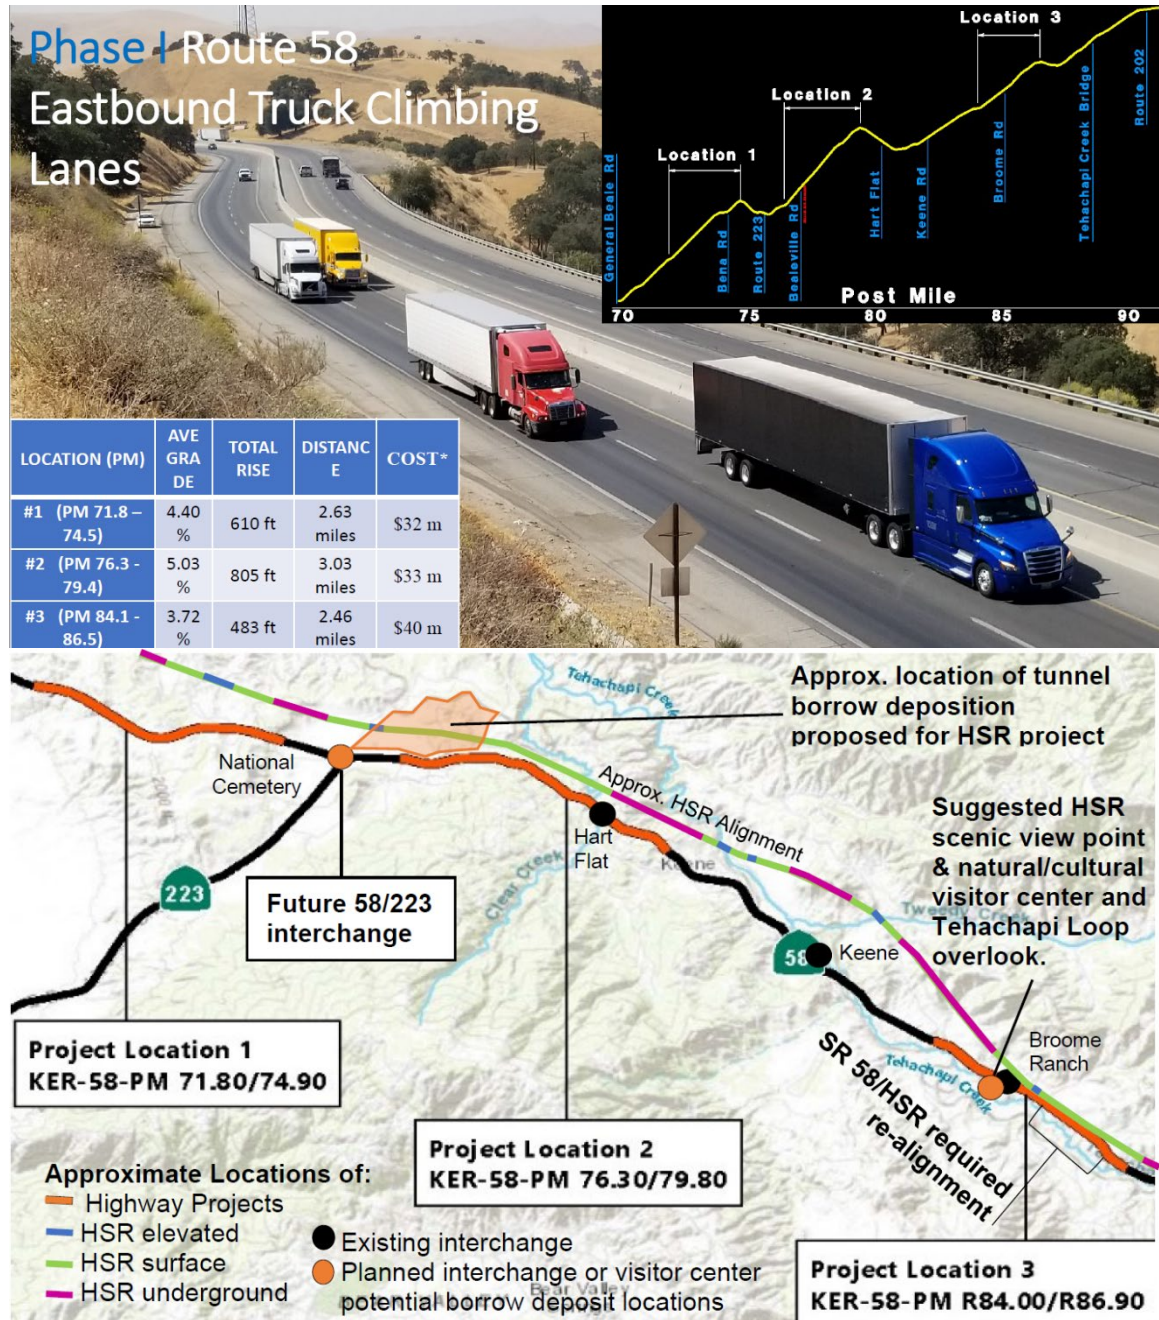 Phase I Route 58
Eastbound Truck Climbing
Lanes
Location 3
Location 2
Location 1
General Beale Rd
Bena Rd
Route 223
Bealeville Rd
Hart Flat
Keene Rd
Broome Rd
Tehachapi Creek Bridge
Route 202
Post Mile
70 75 80 85 90
LOCATION (PM) AVE GRA DE TOTAL RISE DISTANC E COST*
#1 (PM 71.8 – 74.5) 4.40 % 610 ft 2.63 miles $32 m
#2 (PM 76.3 - 79.4) 5.03 % 805 ft 3.03 miles $33 m
#3 (PM 84.1 - 86.5) 3.72 % 483 ft 2.46 miles $40 m
Tehachapi Creek
Approx. location of tunnel
borrow deposition
proposed for HSR project
National
Cemetery
Approx. HSR Alignment
Suggested HSR
scenic view point
& natural/cultural
visitor center and
Tehachapi Loop
overlook.
Hart
Flat
Keene
Clear Creek
223
Future 58/223
interchange
Tweedy Creek
58
Keene
Broome
Ranch
Tehachapi Creek
SR 58/HSR required
re-alignment
Project Location 1
KER-58-PM 71.80/74.90
Project Location 2
KER-58-PM 76.30/79.80
Project Location 3
KER-58-PM R84.00/R86.90
Approximate Locations of:
Highway Projects
HSR elevated
HSR surface
HSR underground
Existing interchange
Planned interchange or visitor center
potential borrow deposit locations
Bear Valley